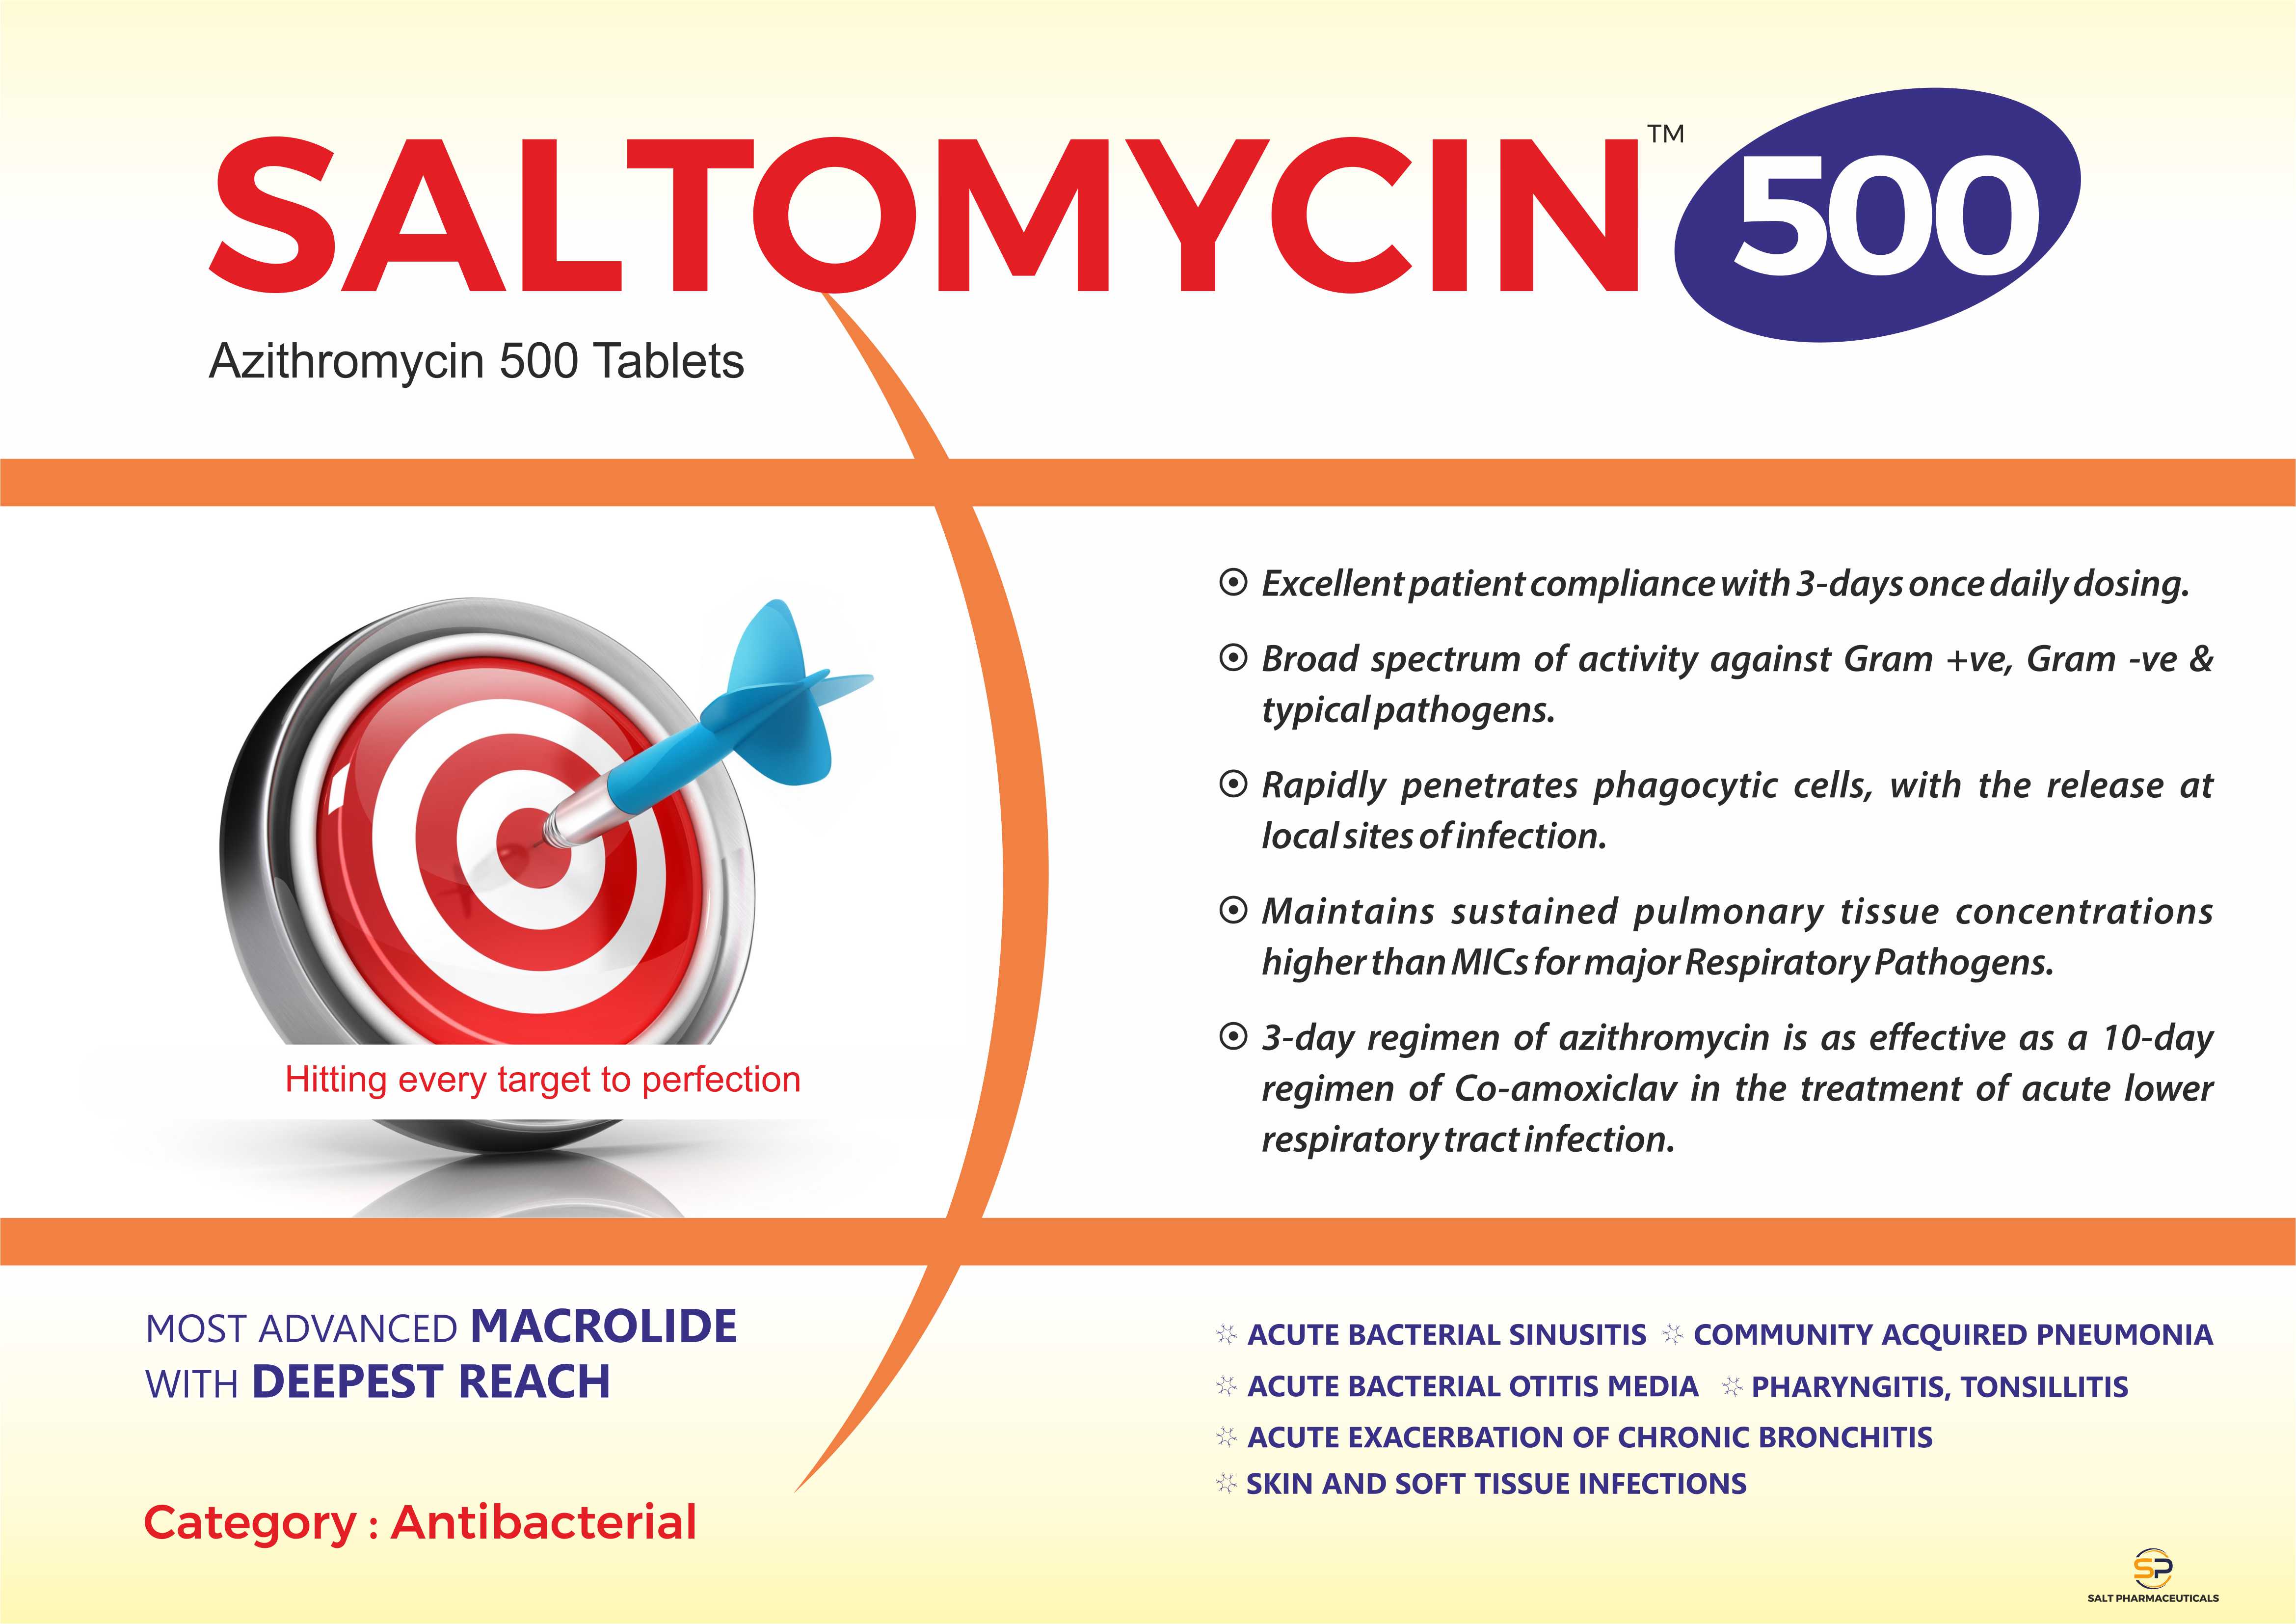 SALTOMYCIN™ 500
Azithromycin 500 Tablets
Hitting every target to perfection
Excellent patient compliance with 3-days once daily dosing.
Broad spectrum of activity against Gram +ve, Gram -ve &
typical pathogens.
Rapidly penetrates phagocytic cells, with the release at
local sites of infection.
Maintains sustained pulmonary tissue concentrations
higher than MICs for major Respiratory Pathogens.
3-day regimen of azithromycin is as effective as a 10-day
regimen of Co-amoxiclav in the treatment of acute lower
respiratory tract infection.
MOST ADVANCED MACROLIDE
WITH DEEPEST REACH
Category : Antibacterial
ACUTE BACTERIAL SINUSITIS COMMUNITY ACQUIRED PNEUMONIA
ACUTE BACTERIAL OTITIS MEDIA PHARYNGITIS, TONSILLITIS
ACUTE EXACERBATION OF CHRONIC BRONCHITIS
SKIN AND SOFT TISSUE INFECTIONS
SP
SALT PHARMACEUTICALS